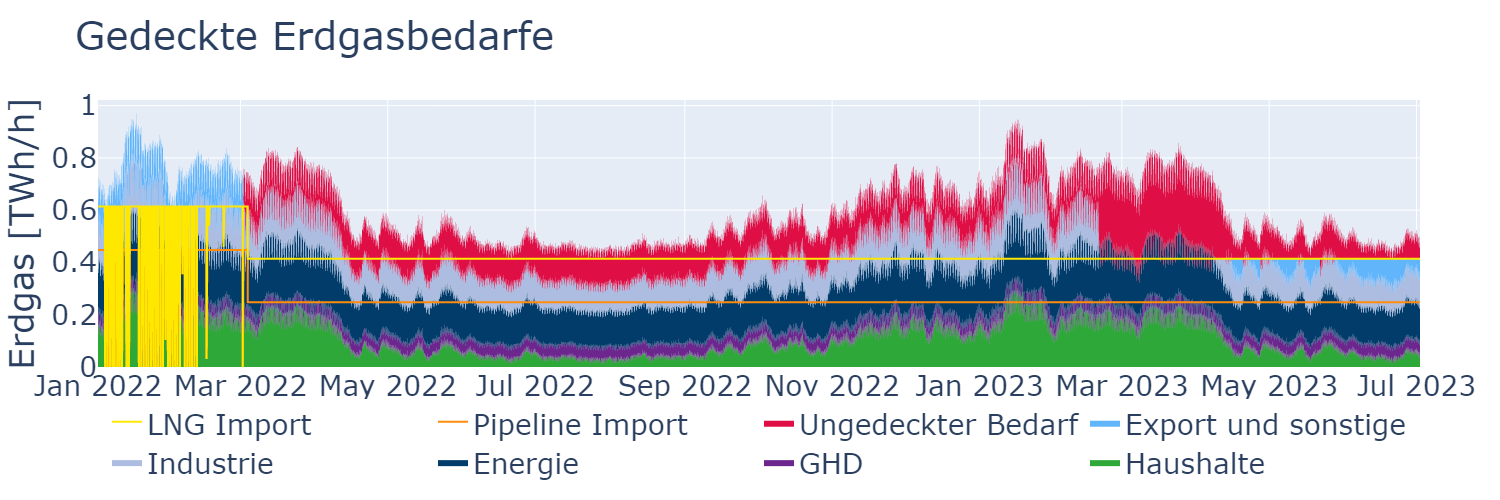 Gedeckte Erdgasbedarfe
Erdgas [TWh/h]
1
0.8
0.6
0.4
0.2
0
Jan 2022 Mar 2022 May 2022 Jul 2022 Sep 2022 Nov 2022 Jan 2023 Mar 2023 May 2023 Jul 2023
LNG Import Pipeline Import Ungedeckter Bedarf Export und sonstige
Industrie Energie GHD Haushalte